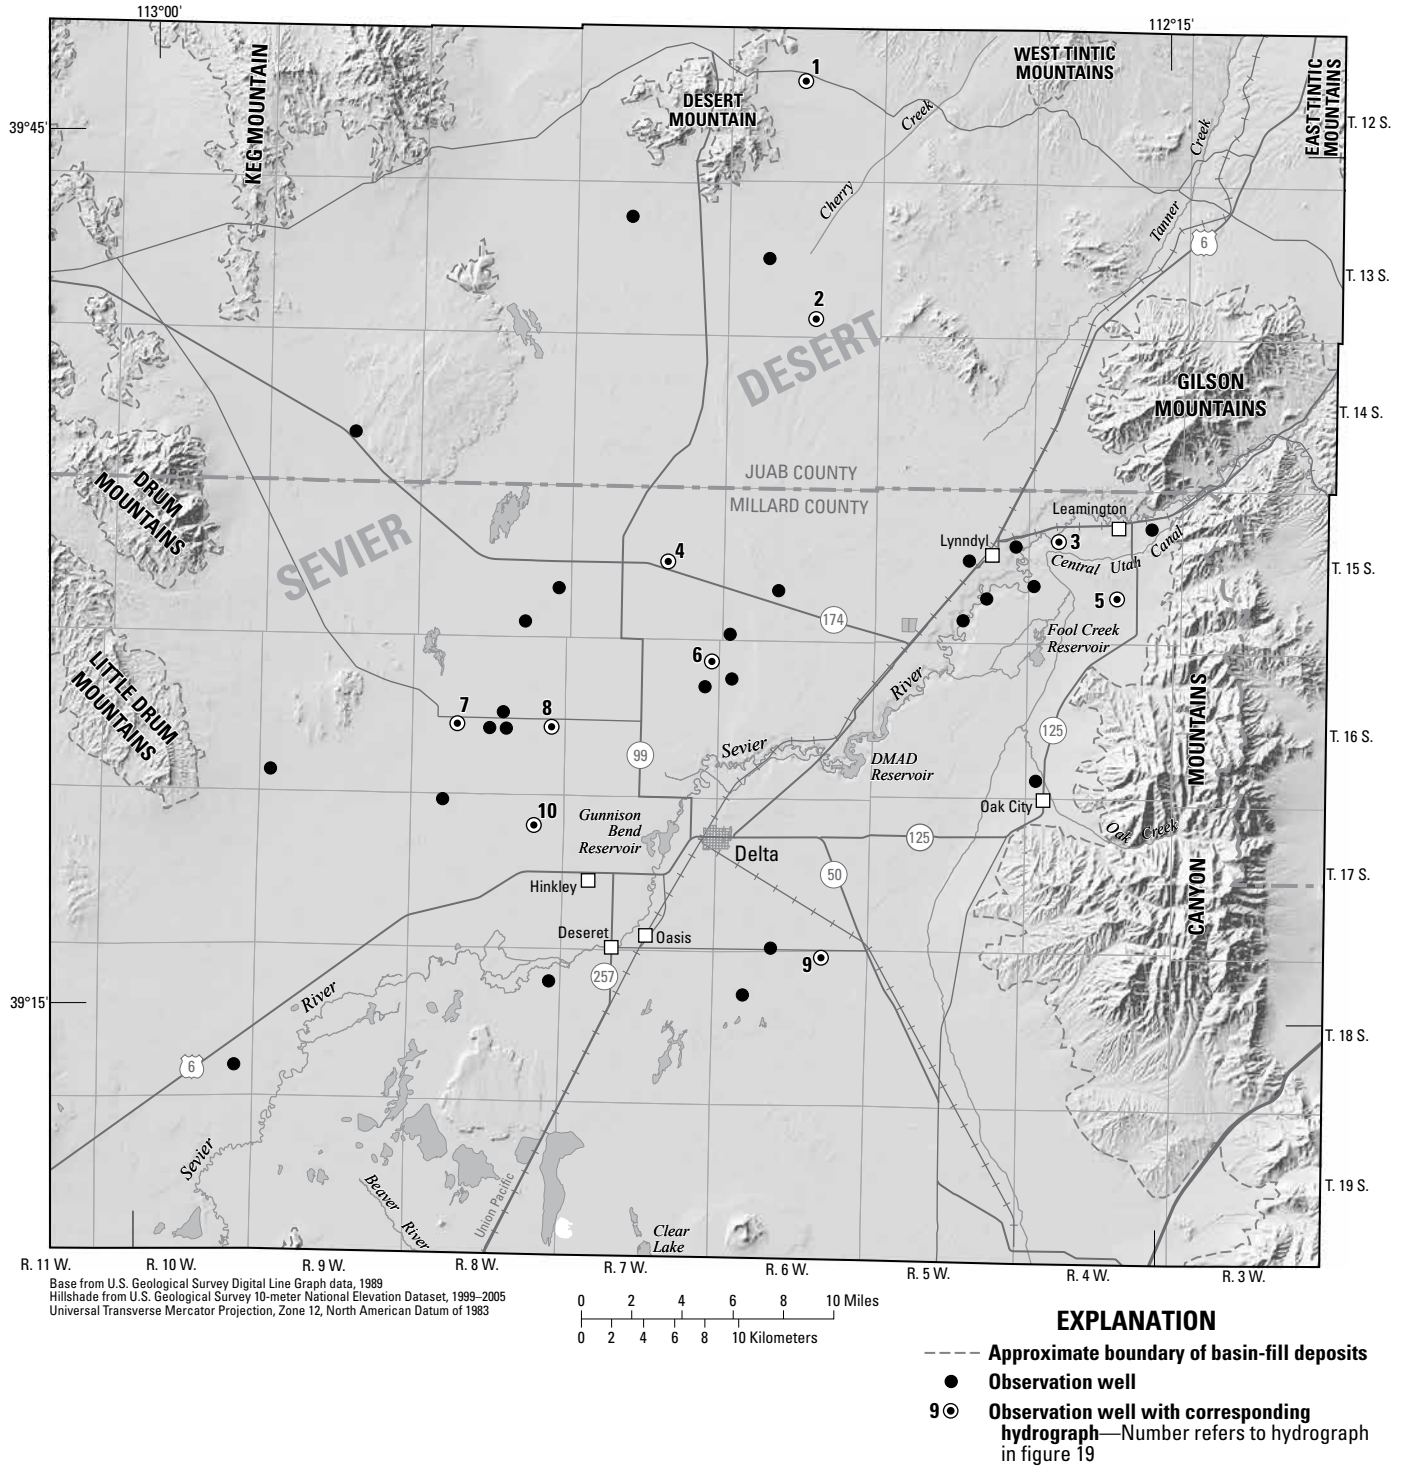 113°00'
112°15'
WEST TINTIC
MOUNTAINS
EAST TINTIC
MOUNTAINS
KEG MOUNTAIN
1
DESERT
MOUNTAIN
Creek
Creek
T. 12 S.
39°45'
Cherry
Tanner
6
T. 13 S.
2
DESERT
GILSON
MOUNTAINS
T. 14 S.
JUAB COUNTY
MILLARD COUNTY
DRUM
MOUNTAINS
SEVIER
Leamington
Lynndyl
3
Central Utah Canal
4
T. 15 S.
5
174
Fool Creek
Reservoir
6
LITTLE DRUM
MOUNTAINS
River
7
8
125
T. 16 S.
99
Sevier
DMAD
Reservoir
MOUNTAINS
10
Gunnison
Bend
Reservoir
Oak City
Oak Creek
125
Delta
50
T. 17 S.
Hinkley
CANYON
Deseret
Oasis
9
257
39°15'
River
T. 18 S.
6
Sevier
Beaver River
Union Pacific
T. 19 S.
Clear
Lake
R. 11 W.
R. 10 W.
R. 9 W.
R. 8 W.
R. 7 W.
R. 6 W.
R. 5 W.
R. 4 W.
R. 3 W.
Base from U.S. Geological Survey Digital Line Graph data, 1989
Hillshade from U.S. Geological Survey 10-meter National Elevation Dataset, 1999–2005
Universal Transverse Mercator Projection, Zone 12, North American Datum of 1983
0 2 4 6 8 10 Miles
0 2 4 6 8 10 Kilometers
EXPLANATION
Approximate boundary of basin-fill deposits
Observation well
9 Observation well with corresponding
hydrograph—Number refers to hydrograph
in figure 19